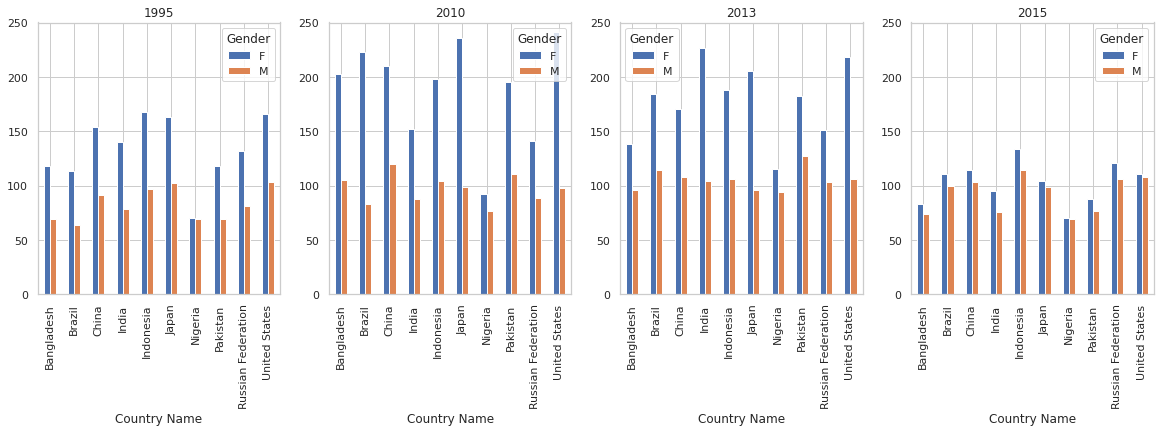 1995
250
200
150
100
50
0
Gender
F
M
Bangladesh
Brazil
China
India
Indonesia
Japan
Nigeria
Pakistan
Russian Federation
United States
Country Name
2010
250
200
150
100
50
0
Gender
F
M
Bangladesh
Brazil
China
India
Indonesia
Japan
Nigeria
Pakistan
Russian Federation
United States
Country Name
2013
250
200
150
100
50
0
Gender
F
M
Bangladesh
Brazil
China
India
Indonesia
Japan
Nigeria
Pakistan
Russian Federation
United States
Country Name
2015
250
200
150
100
50
0
Gender
F
M
Bangladesh
Brazil
China
India
Indonesia
Japan
Nigeria
Pakistan
Russian Federation
United States
Country Name